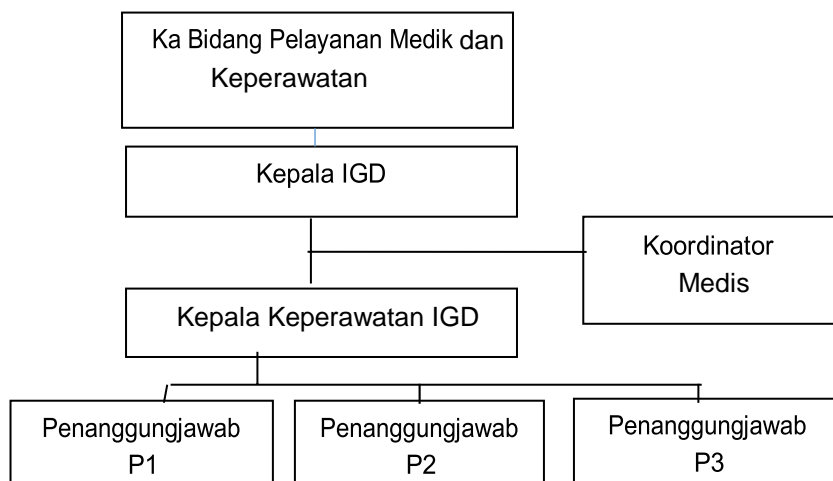 Ka Bidang Pelayanan Medik dan
Keperawatan
Kepala IGD
Koordinator
Medis
Kepala Keperawatan IGD
Penanggungjawab
P1
Penanggungjawab
P2
Penanggungjawab
P3